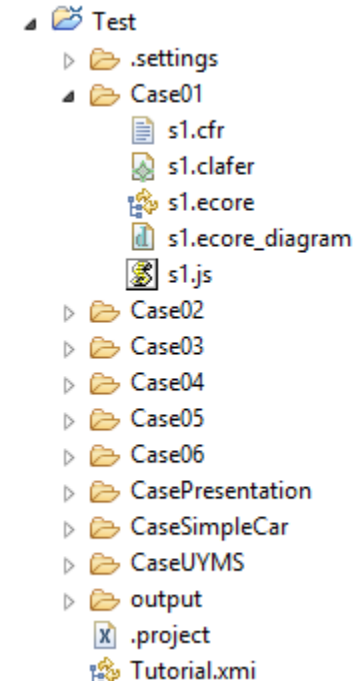 Test
.settings
Case01
s1.cfr
s1.clafer
s1.ecore
s1.ecore_diagram
s1.js
Case02
Case03
Case04
Case05
Case06
CasePresentation
CaseSimpleCar
CaseUYMS
output
.project
Tutorial.xmi